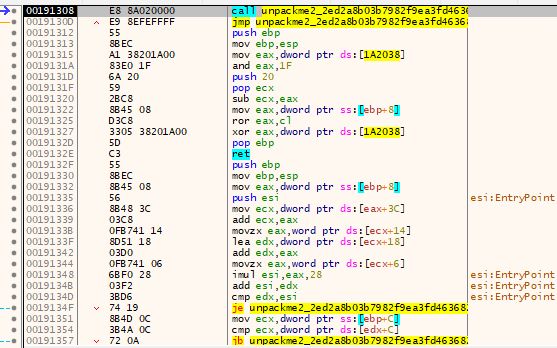 00191308 E8 8A020000 call unpackme2_2ed2a8b03b7982f9ea3fd46368
0019130D E9 8EFEFFFF jmp unpackme2_2ed2a8b03b7982f9ea3fd46368
00191312 55 push ebp
00191313 8BEC mov ebp,esp
00191315 A1 38201A00 mov eax,dword ptr ds:[1A2038]
0019131A 83E0 1F and eax,1F
0019131D 6A 20 push 20
0019131F 59 pop ecx
00191320 2BC8 sub ecx,eax
00191322 8B45 08 mov eax,dword ptr ss:[ebp+8]
00191325 D3C8 ror eax,cl
00191327 3305 38201A00 xor eax,dword ptr ds:[1A2038]
0019132D 5D pop ebp
0019132E C3 ret
0019132F 55 push ebp
00191330 8BEC mov ebp,esp
00191332 8B45 08 mov eax,dword ptr ss:[ebp+8]
00191335 56 push esi esi:EntryPoint
00191336 8B48 3C mov ecx,dword ptr ds:[eax+3C]
00191339 03C8 add ecx,eax
0019133B 0FB741 14 movzx eax,word ptr ds:[ecx+14]
0019133F 8D51 18 lea edx,dword ptr ds:[ecx+18]
00191342 03D0 add edx,eax
00191344 0FB741 06 movzx eax,word ptr ds:[ecx+6]
00191348 6BF0 28 imul esi,eax,28 esi:EntryPoint
0019134B 03F2 add esi,edx esi:EntryPoint
0019134D 3BD6 cmp edx,esi esi:EntryPoint
0019134F 74 19 je unpackme2_2ed2a8b03b7982f9ea3fd46368
00191351 8B4D 0C mov ecx,dword ptr ss:[ebp+C]
00191354 3B4A 0C cmp ecx,dword ptr ds:[edx+C]
00191357 72 0A jb unpackme2_2ed2a8b03b7982f9ea3fd46368